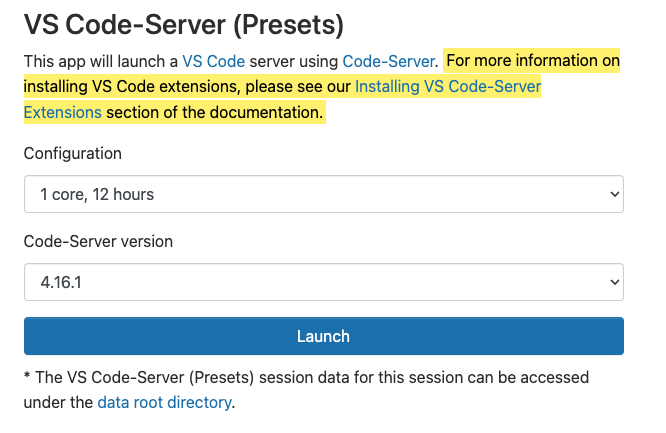 VS Code-Server (Presets)
This app will launch a VS Code server using Code-Server. For more information on
installing VS Code extensions, please see our Installing VS Code-Server
Extensions section of the documentation.
Configuration
1 core, 12 hours
Code-Server version
4.16.1
Launch
* The VS Code-Server (Presets) session data for this session can be accessed
under the data root directory.